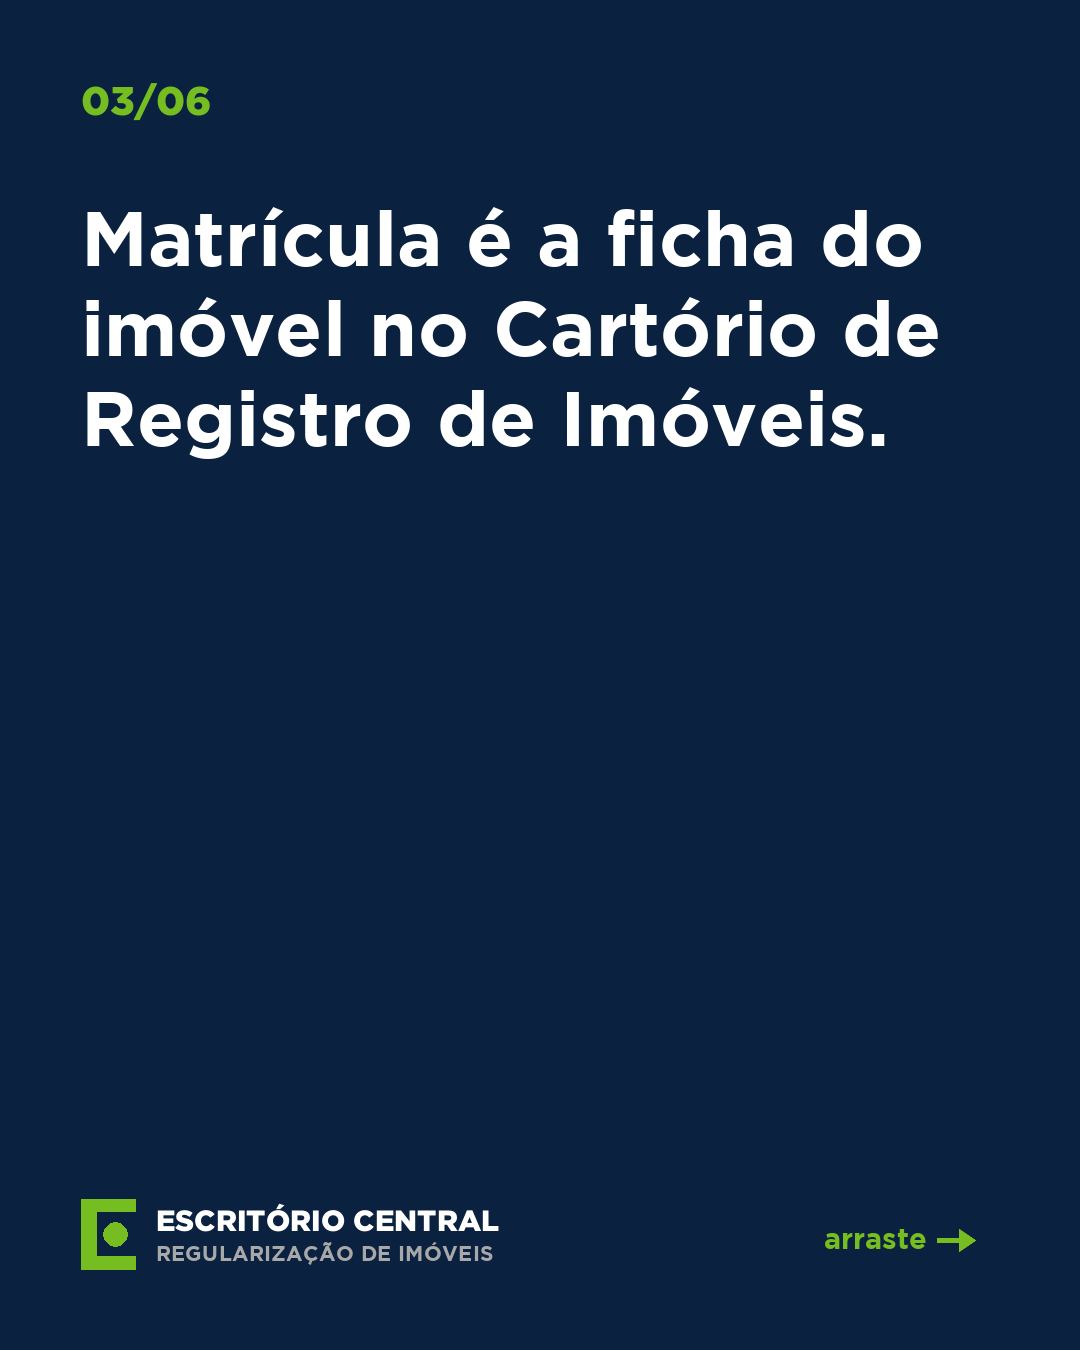 03/06
Matrícula é a ficha do
imóvel no Cartório de
Registro de Imóveis.
ESCRITÓRIO CENTRAL
REGULARIZAÇÃO DE IMÓVEIS
arraste